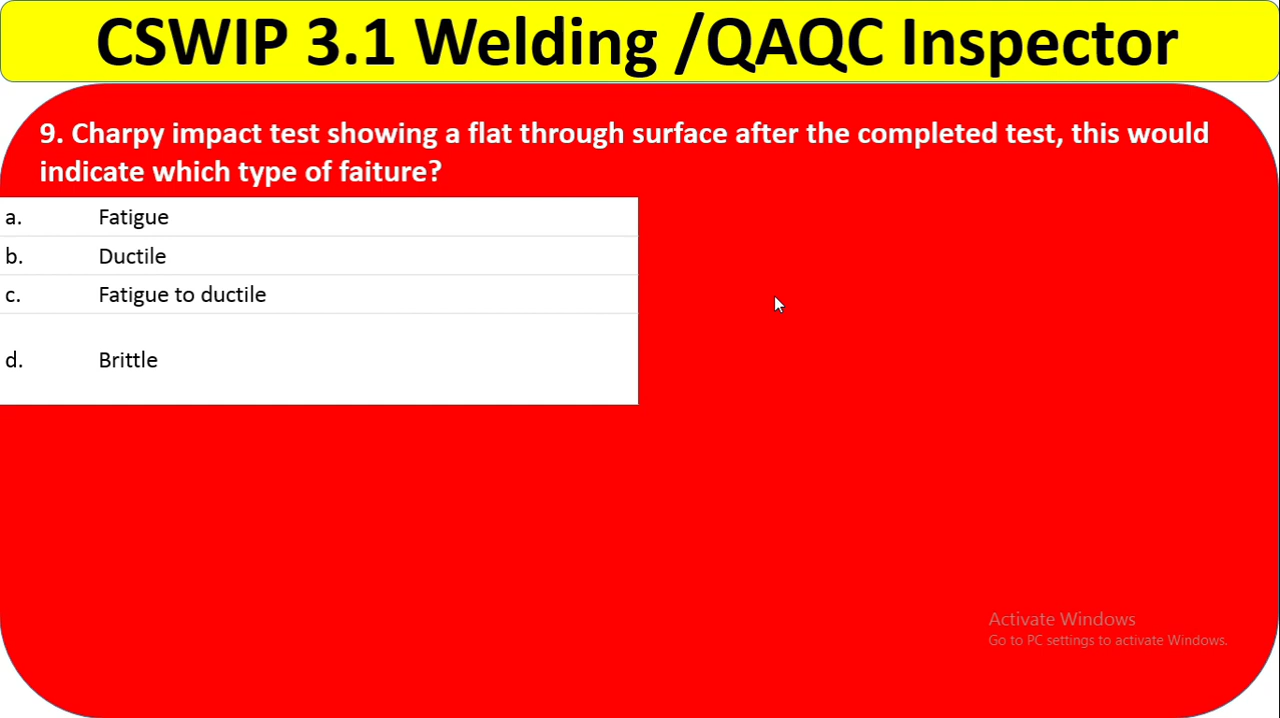 CSWIP 3.1 Welding /QAQC Inspector
9. Charpy impact test showing a flat through surface after the completed test, this would
indicate which type of faiture?
a. Fatigue
b. Ductile
c. Fatigue to ductile
d. Brittle
Activate Windows
Go to PC settings to activate Windows.